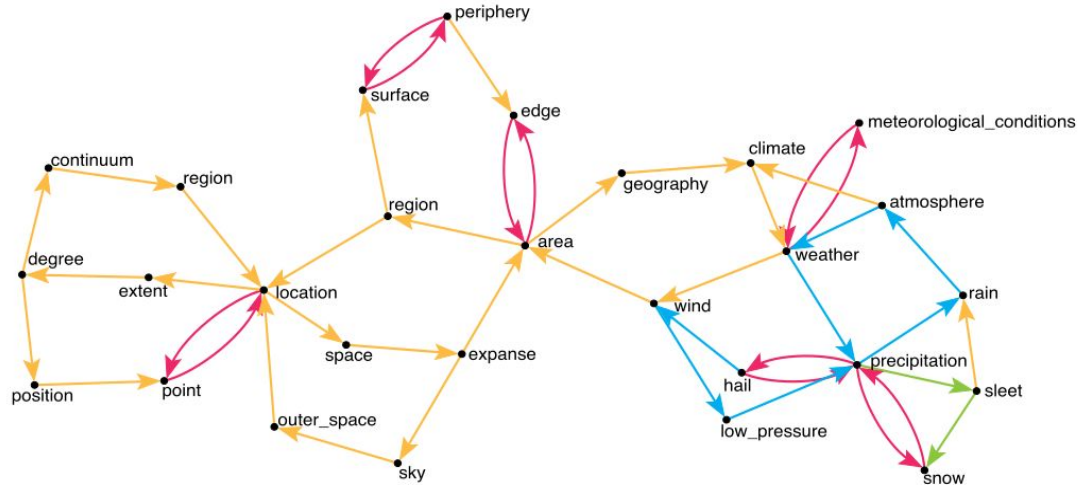 periphery
surface
edge
meteorological_conditions
climate
continuum
region
geography
atmosphere
region
area
weather
degree
extent
location
wind
rain
space
expanse
precipitation
position
point
hail
sleet
outer_space
low_pressure
sky
snow